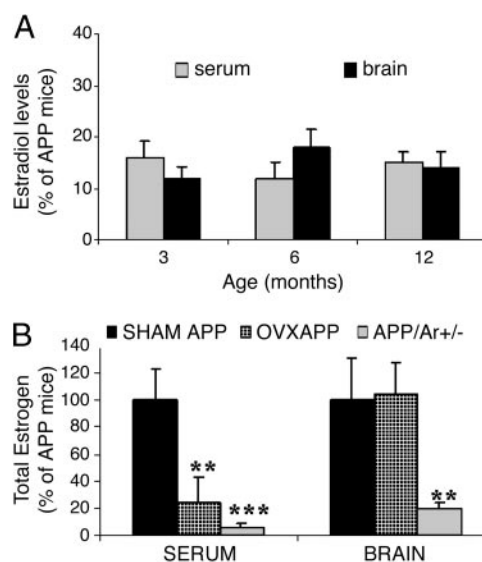 A
Estradiol levels
(% of APP mice)
40
30
20
10
0
serum brain
3 6 12
Age (months)
B
SHAM APP OVXAPP APP/Ar+/-
Total Estrogen
(% of APP mice)
140
120
100
80
60
40
20
0
** *** **
SERUM BRAIN